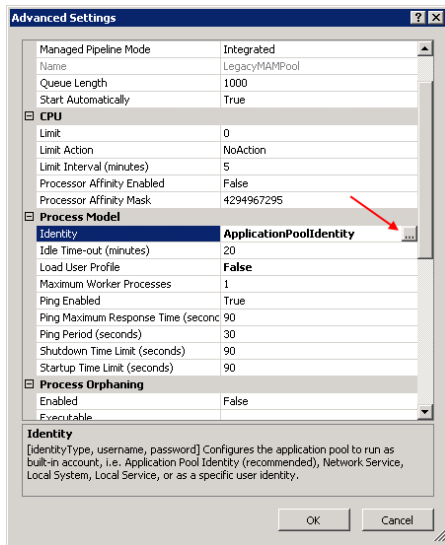 Advanced Settings
Managed Pipeline Mode Integrated
Name LegacyMAMPool
Queue Length 1000
Start Automatically True
CPU
Limit 0
Limit Action NoAction
Limit Interval (minutes) 5
Processor Affinity Enabled False
Processor Affinity Mask 4294967295
Process Model
Identity ApplicationPoolIdentity ...
Idle Time-out (minutes) 20
Load User Profile False
Maximum Worker Processes 1
Ping Enabled True
Ping Maximum Response Time (seconc 90
Ping Period (seconds) 30
Shutdown Time Limit (seconds) 90
Startup Time Limit (seconds) 90
Process Orphaning
Enabled False
Executable
Identity
[identityType, username, password] Configures the application pool to run as
built-in account, i.e. Application Pool Identity (recommended), Network Service,
Local System, Local Service, or as a specific user identity.
OK Cancel